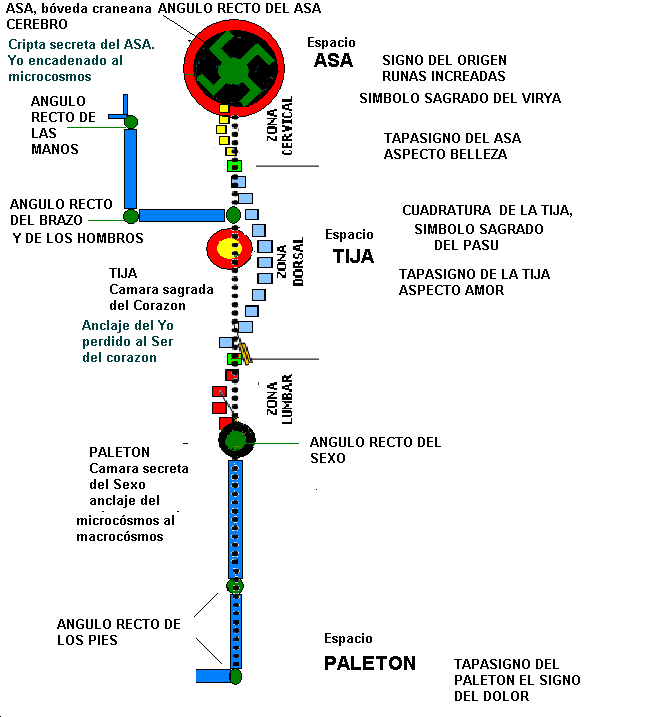 ASA, bóveda craneana ANGULO RECTO DEL ASA
CEREBRO
Cripta secreta del ASA.
Yo encadenado al
microcosmos
Espacio
ASA
SIGNO DEL ORIGEN
RUNAS INCREADAS
SIMBOLO SAGRADO DEL VIRYA
ANGULO
RECTO DE
LAS
MANOS
ZONA
CERVICAL
TAPASIGNO DEL ASA
ASPECTO BELLEZA
ANGULO RECTO
DEL BRAZO
Y DE LOS HOMBROS
CUADRATURA DE LA TIJA,
SIMBOLO SAGRADO
DEL PASU
Espacio
TIJA
ZONA
DORSAL
TAPASIGNO DE LA TIJA
ASPECTO AMOR
TIJA
Camara sagrada
del Corazon
Anclaje del Yo
perdido al Ser
del corazon
ZONA
LUMBAR
ANGULO RECTO DEL
SEXO
PALETON
Camara secreta
del Sexo
anclaje del
microcósmos al
macrocósmos
ANGULO RECTO DE
LOS PIES
Espacio
PALETON
TAPASIGNO DEL
PALETON EL SIGNO
DEL DOLOR